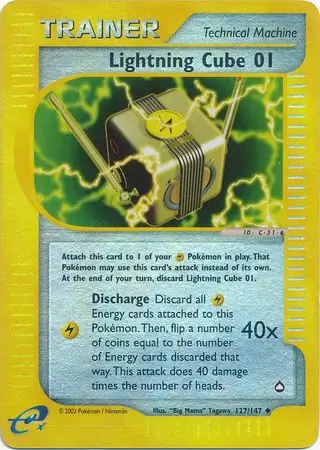 TRAINER
Technical Machine
Lightning Cube 01
ID: C-51-#
Attach this card to 1 of your Pokémon in play. That
Pokémon may use this card's attack instead of its own.
At the end of your turn, discard Lightning Cube 01.
Discharge Discard all
Energy cards attached to this
Pokémon. Then, flip a number
of coins equal to the number
of Energy cards discarded that
way. This attack does 40 damage
times the number of heads.
40x
e
©2002 Pokémon / Nintendo
Illus. "Big Mama" Tagawa
127/147